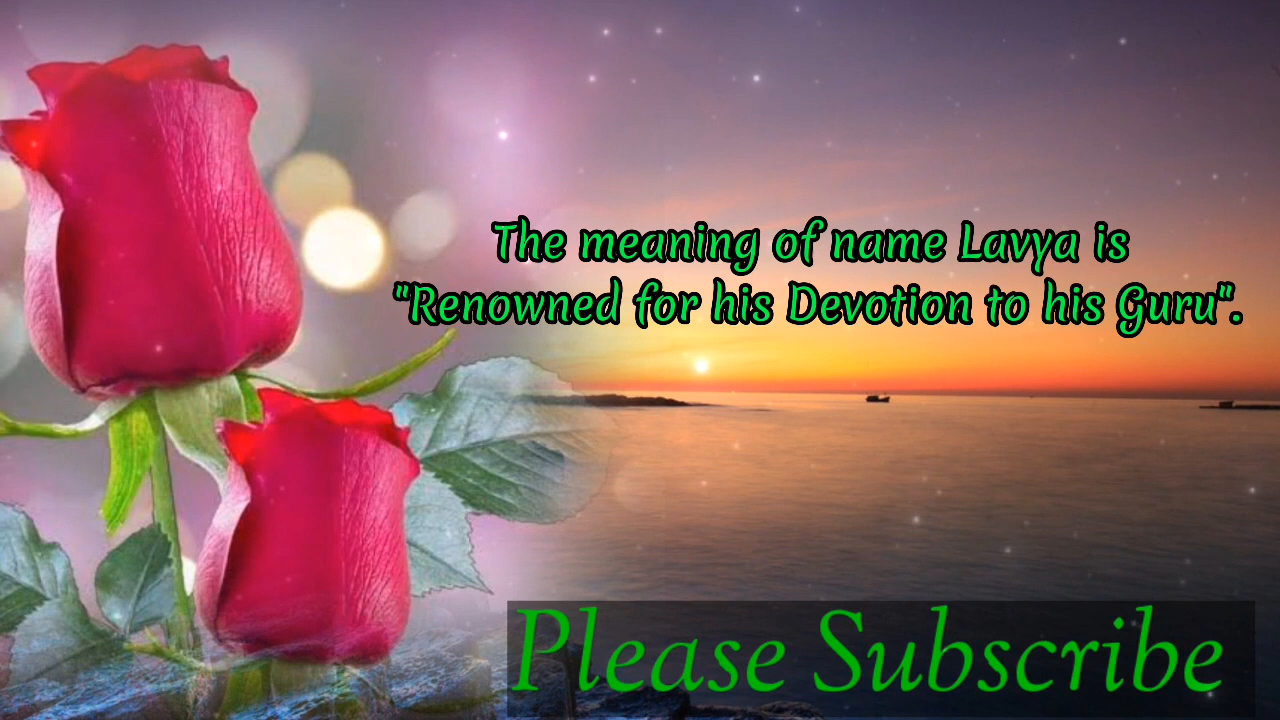 The meaning of name Lavya is
"Renowned for his Devotion to his Guru".
Please Subscribe